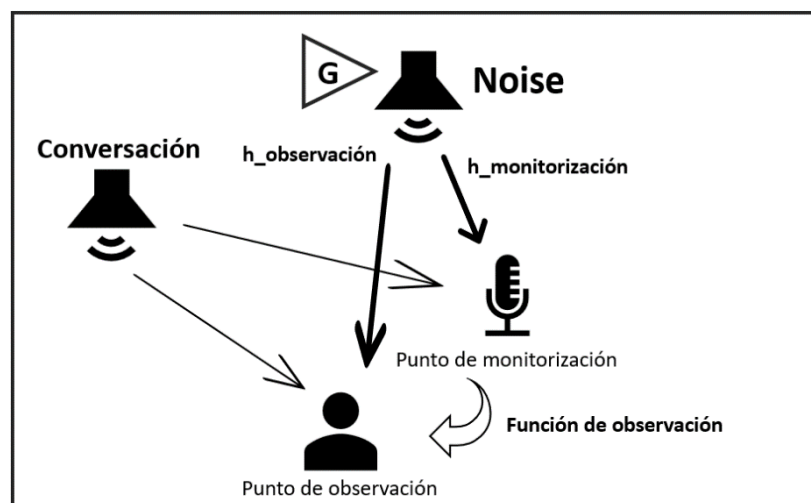 G
Noise
Conversación
h_observación
h_monitorización
Punto de monitorización
Función de observación
Punto de observación